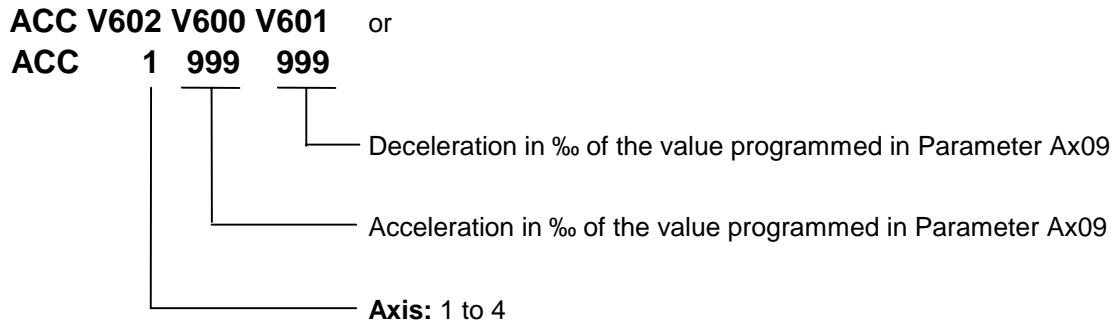 ACC V602 V600 V601 or
ACC 1 999 999
Deceleration in ‰ of the value programmed in Parameter Ax09
Acceleration in ‰ of the value programmed in Parameter Ax09
Axis: 1 to 4